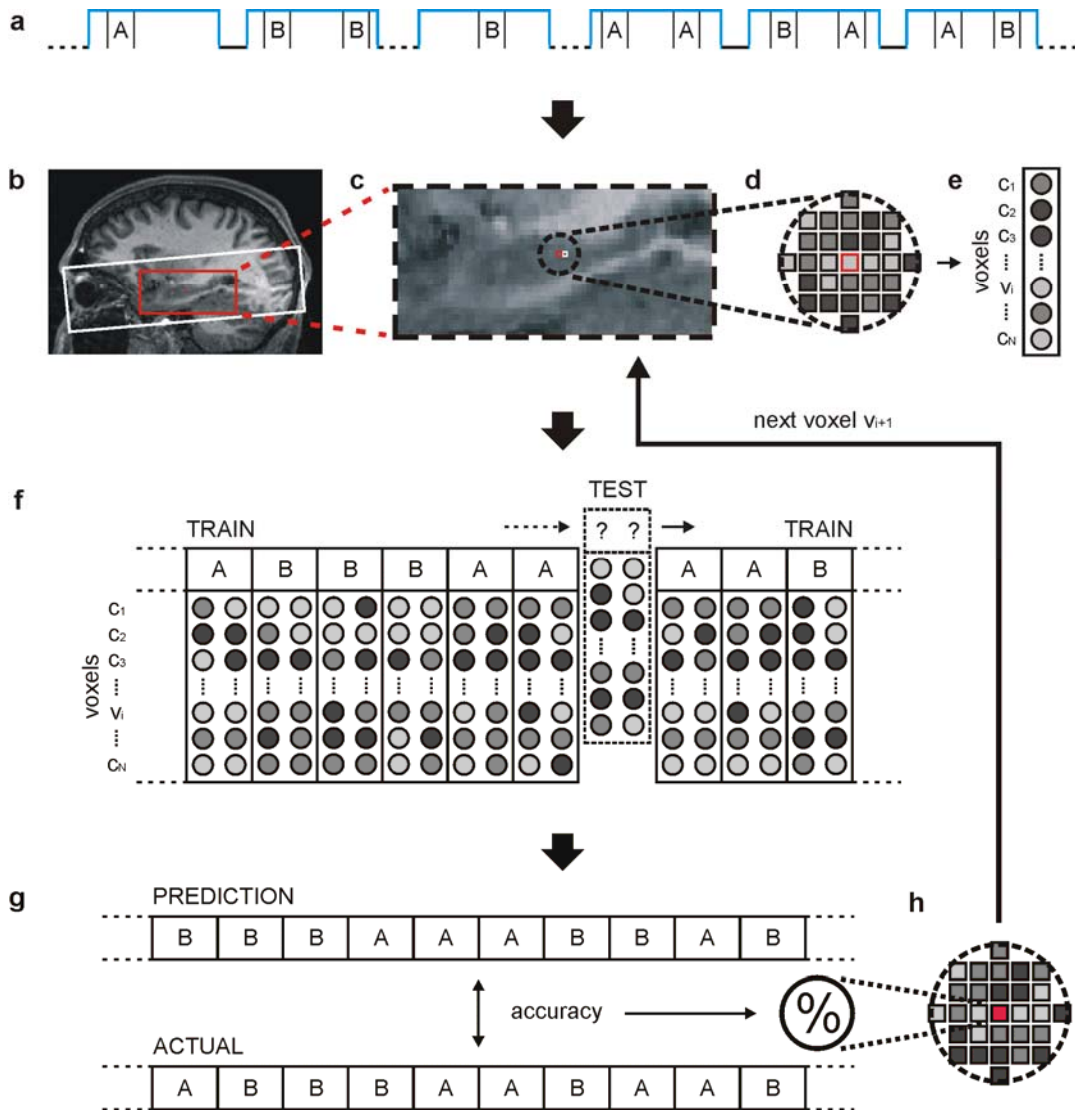 a A B B B A A B A A B
b c d e
C1
C2
C3
Vi
CN
voxels
next voxel Vi+1
f
TEST
TRAIN ? ? TRAIN
A B B B A A A A B
C1
C2
C3
Vi
CN
voxels
g PREDICTION h
B B B A A A B B A B
accuracy %
ACTUAL
A B B B A A B A A B